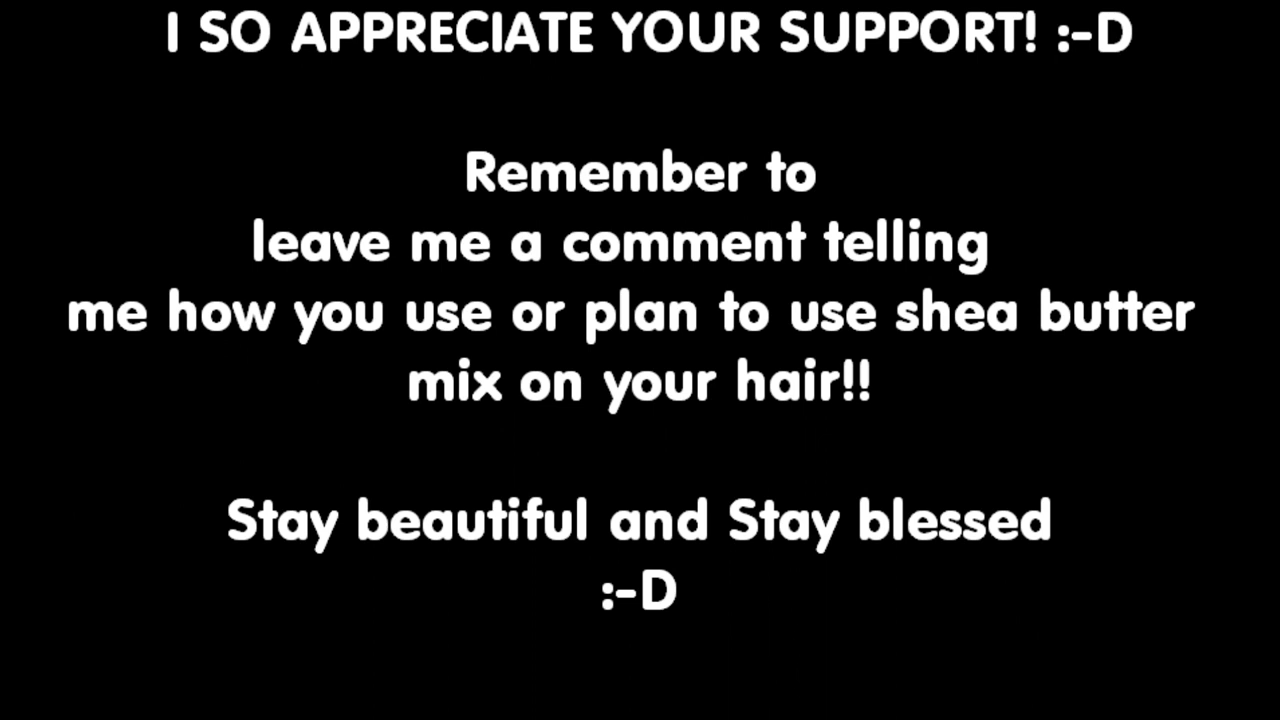 I SO APPRECIATE YOUR SUPPORT! :-D
Remember to
leave me a comment telling
me how you use or plan to use shea butter
mix on your hair!!
Stay beautiful and Stay blessed
:-D